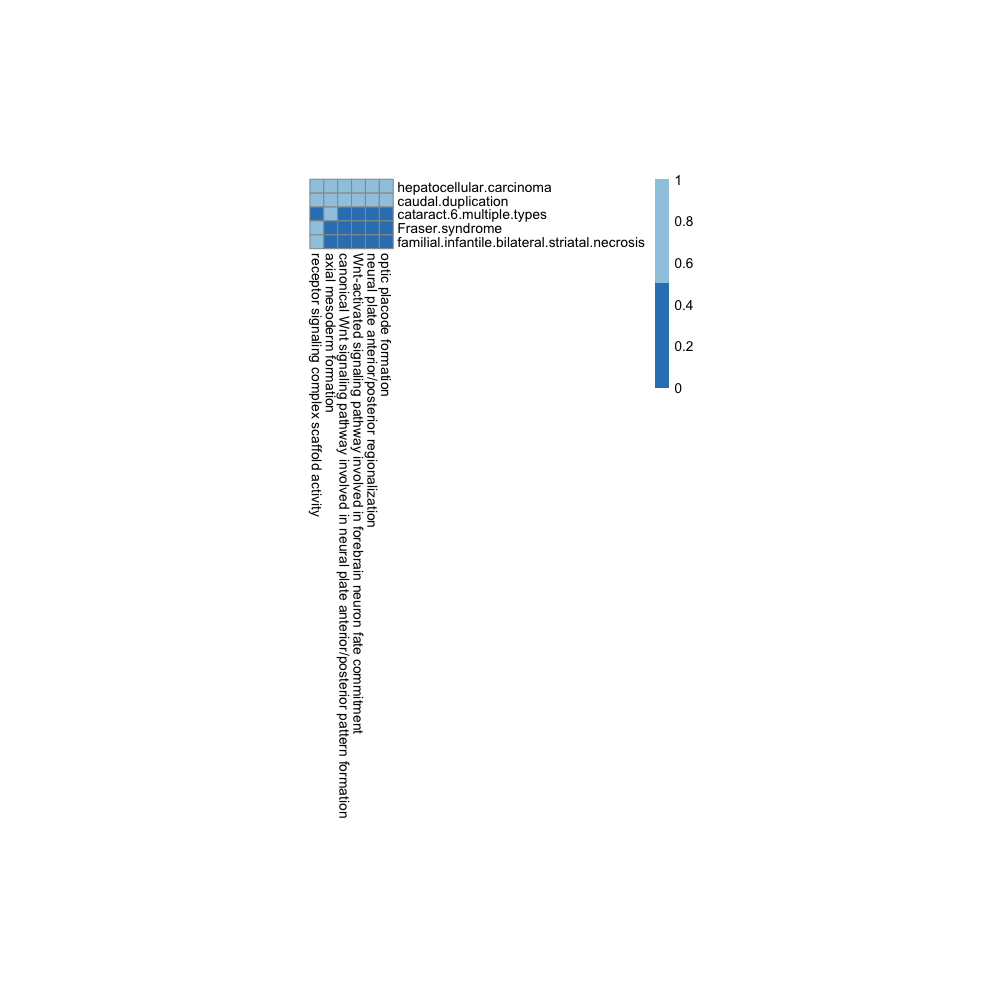 hepatocellular.carcinoma
caudal.duplication
cataract.6.multiple.types
Fraser.syndrome
familial.infantile.bilateral.striatal.necrosis
1
0.8
0.6
0.4
0.2
0
receptor signaling complex scaffold activity
axial mesoderm formation
canonical Wnt signaling pathway involved in neural plate anterior/posterior pattern formation
Wnt-activated signaling pathway involved in forebrain neuron fate commitment
neural plate anterior/posterior regionalization
optic placode formation